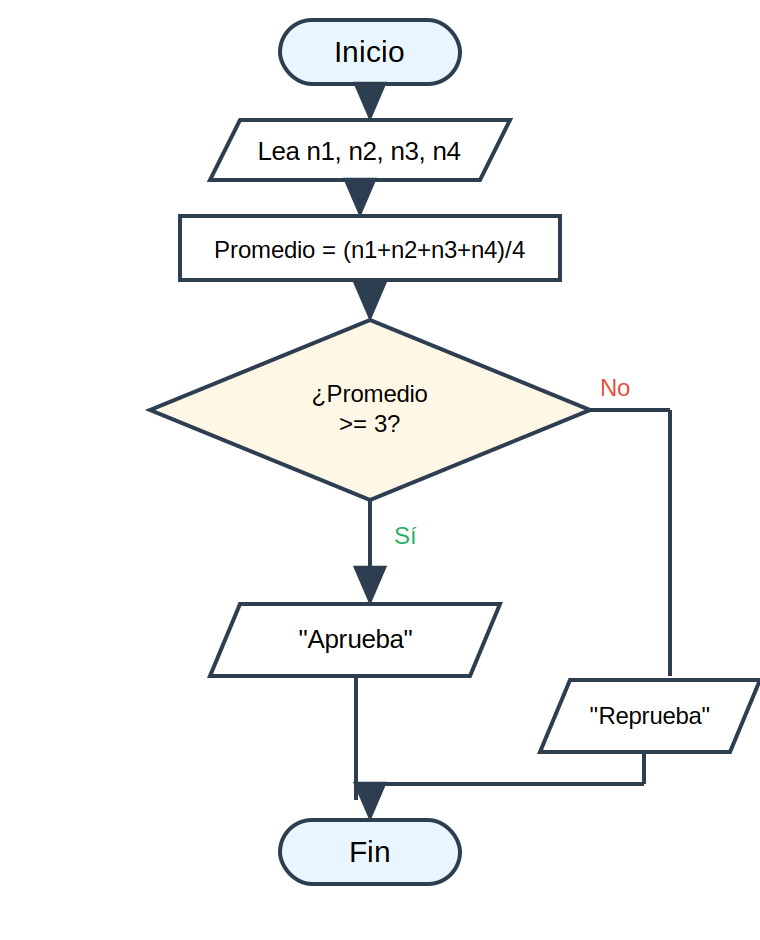 Inicio
Lea n1, n2, n3, n4
Promedio = (n1+n2+n3+n4)/4
¿Promedio
>= 3?
No
Sí
"Aprueba"
"Reprueba"
Fin